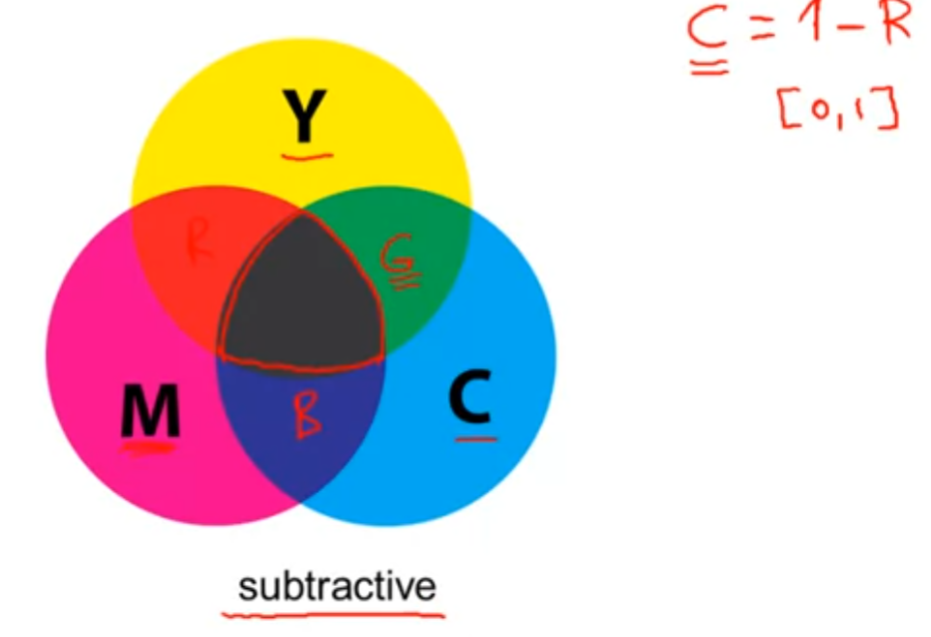 C = 1 - R
[0,1]
Y
R
G
M
B
C
subtractive